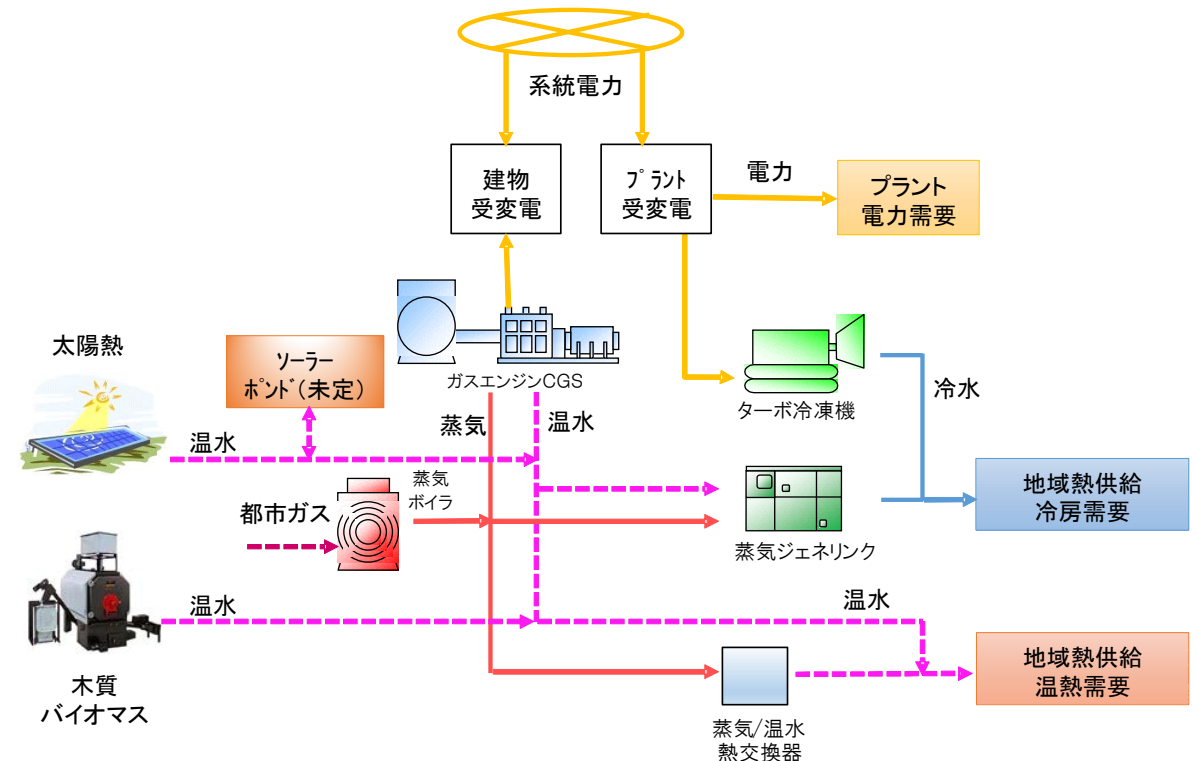 系統電力
建物
受変電
プラント
受変電
電力
プラント
電力需要
太陽熱
ソーラー
ポンド(未定)
ガスエンジンCGS
ターボ冷凍機
冷水
温水
蒸気
温水
蒸気
ボイラ
都市ガス
蒸気ジェネリンク
地域熱供給
冷房需要
温水
温水
木質
バイオマス
蒸気/温水
熱交換器
地域熱供給
温熱需要